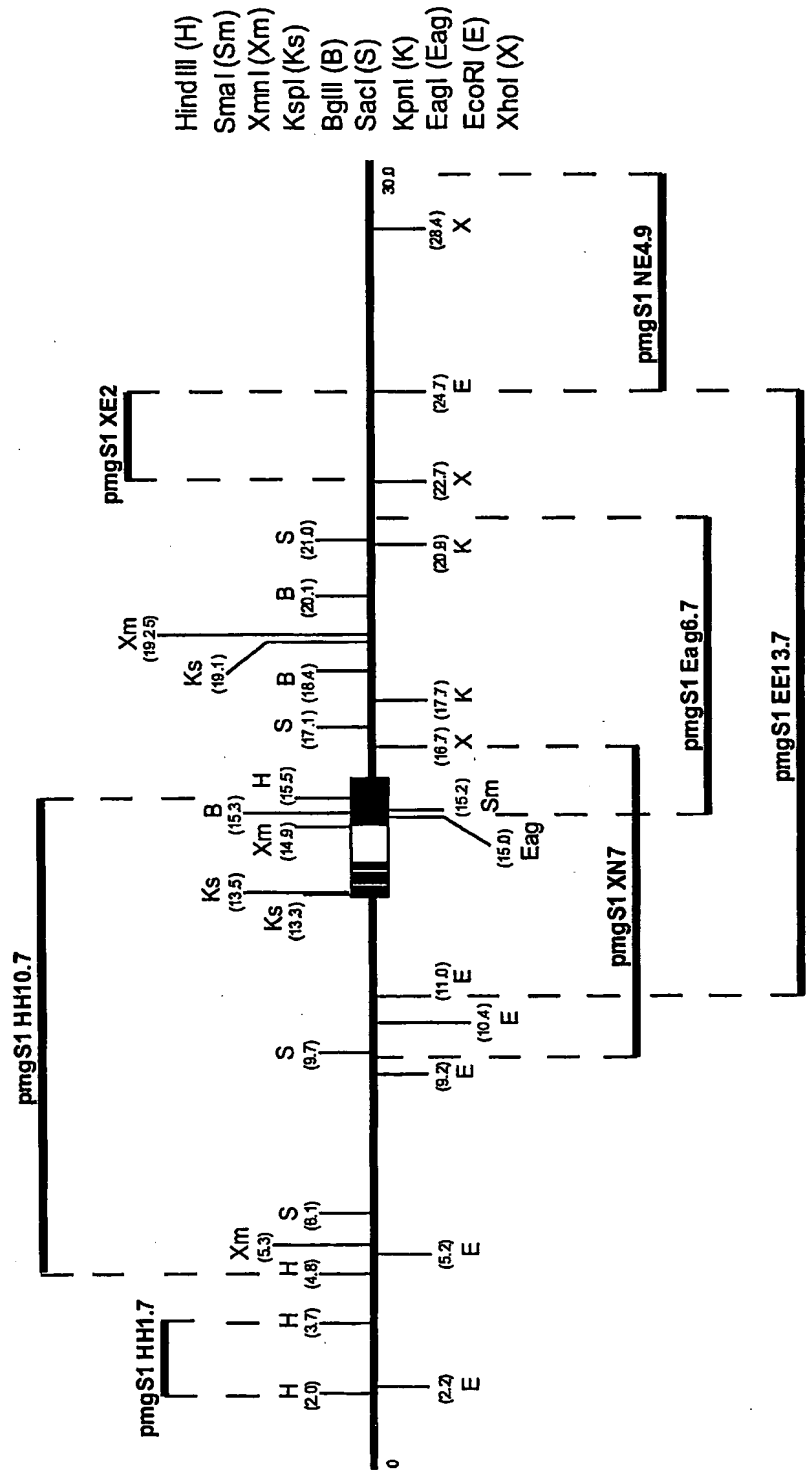 pmgS1 HH10.7
pmgS1 XE2
pmgS1 HH1.7
HindIII (H)
SmaI (Sm)
XmnI (Xm)
KspI (Ks)
BglII (B)
SacI (S)
KpnI (K)
EagI (Eag)
EcoRI (E)
XhoI (X)
H
(2.0)
H
(3.7)
H
(4.8)
Xm
(5.3)
S
(6.1)
S
(9.7)
Ks
(13.3)
Ks
(13.5)
Xm
(14.9)
B
(15.3)
H
(15.5)
S
(17.1)
B
(18.4)
Ks
(19.1)
Xm
(19.25)
B
(20.1)
S
(21.0)
0
30.0
(2.2)
E
(5.2)
E
(9.2)
E
(10.4)
E
(11.0)
E
(15.0)
Eag
(15.2)
Sm
(16.7)
X
(17.7)
K
(20.9)
K
(22.7)
X
(24.7)
E
(28.4)
X
pmgS1 XN7
pmgS1 NE4.9
pmgS1 Eag6.7
pmgS1 EE13.7